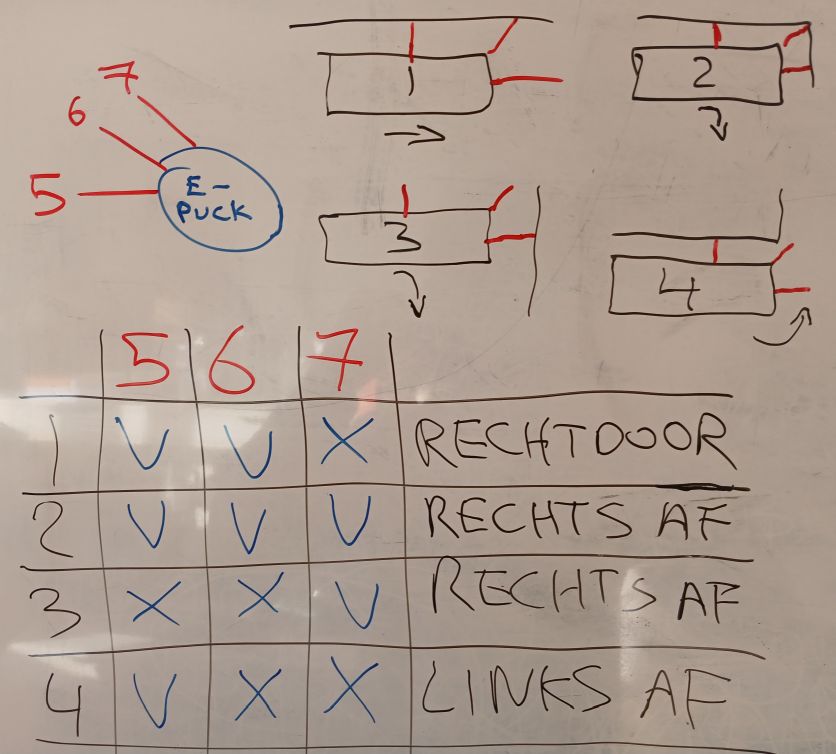 7
6
5
E-
PUCK
1
2
3
4
5 6 7
1 V V X RECHTDOOR
2 V V V RECHTS AF
3 X X V RECHTS AF
4 V X X LINKS AF